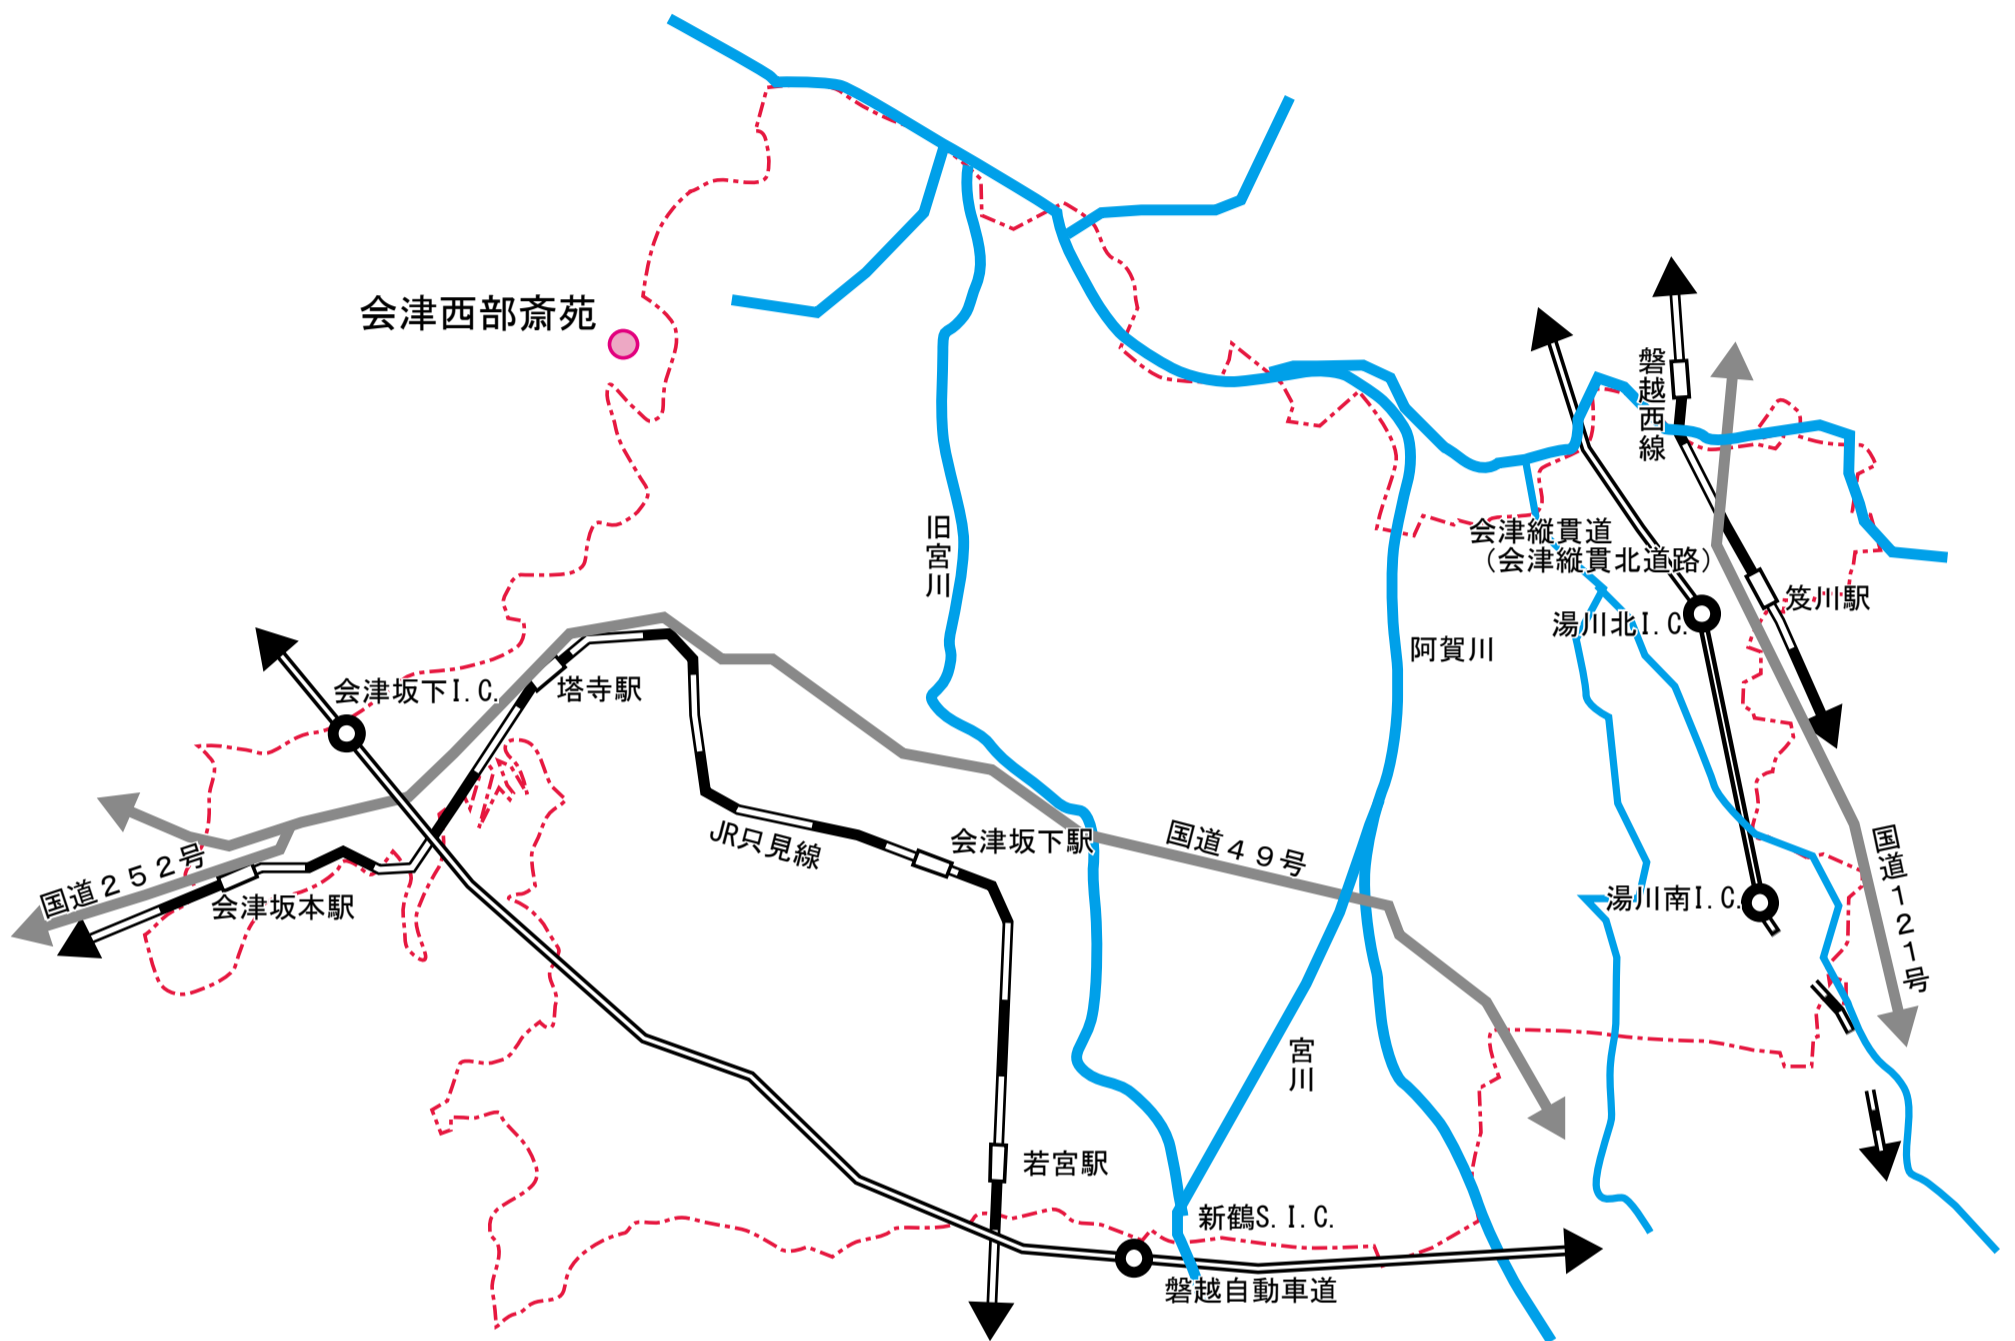 会津西部斎苑
磐越西線
旧宮川
会津縦貫道
（会津縦貫北道路）
笈川駅
湯川北I.C.
阿賀川
会津坂下I.C.
塔寺駅
JR只見線
会津坂下駅
国道４９号
国道２５２号
会津坂本駅
湯川南I.C.
国道１２１号
宮川
若宮駅
新鶴S.I.C.
磐越自動車道